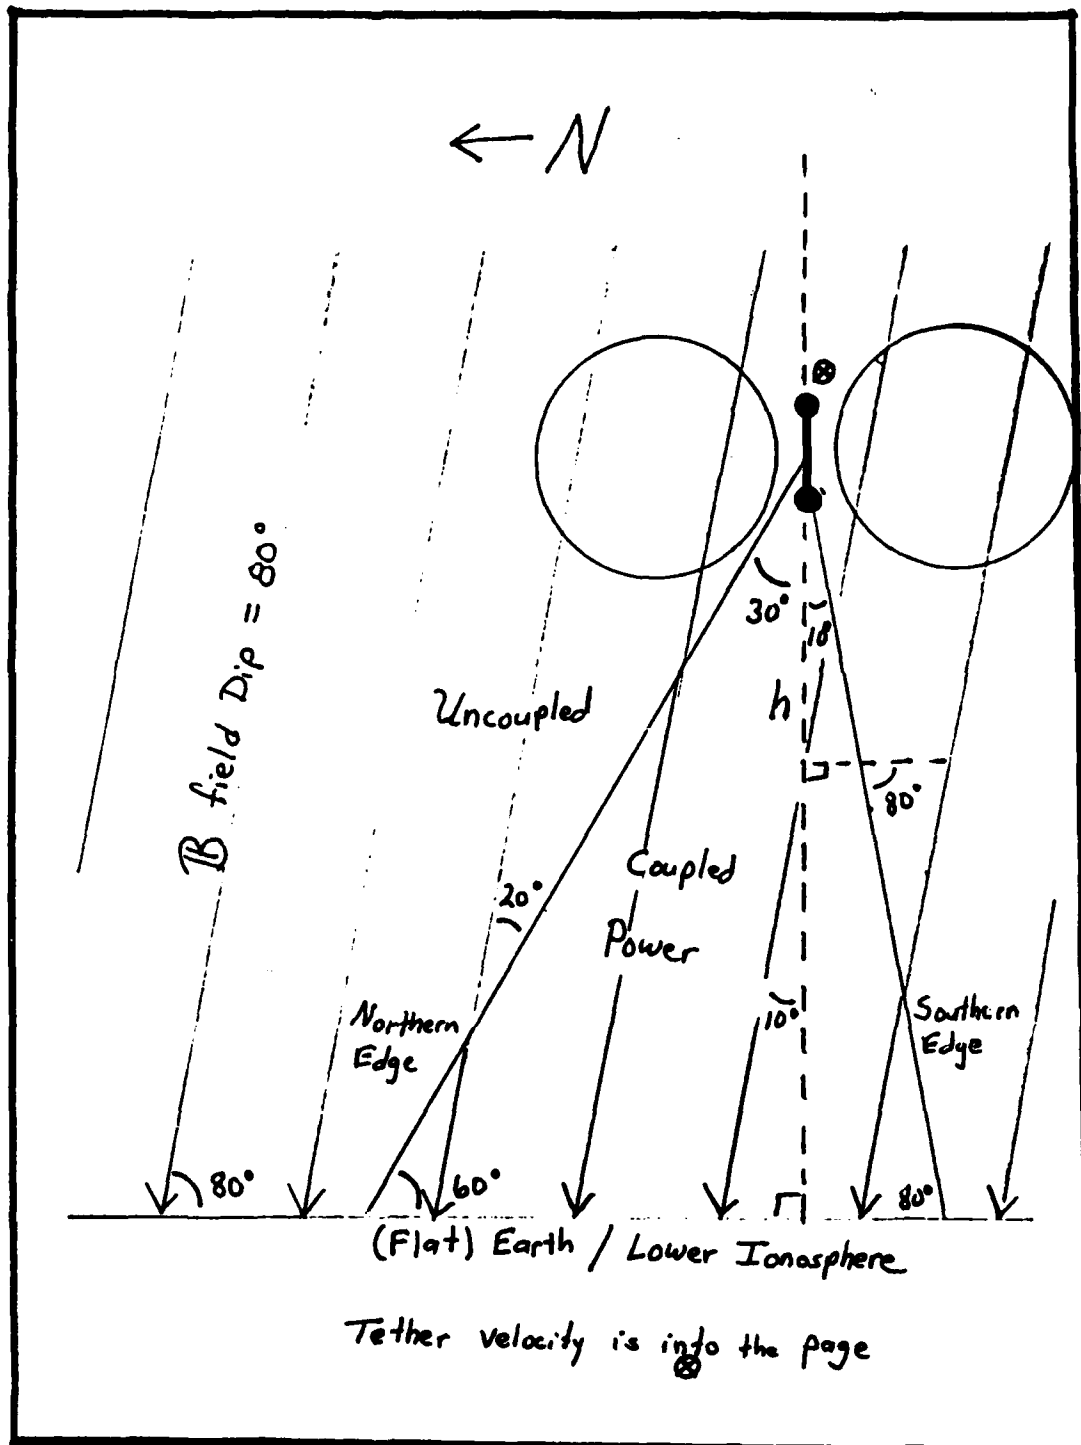 ← N
30°
10°
h
B field Dip = 80°
Uncoupled
80°
Coupled
Power
20°
10°
Northern
Edge
Southern
Edge
80°
60°
80°
(Flat) Earth / Lower Ionosphere
Tether velocity is into the page
⊗